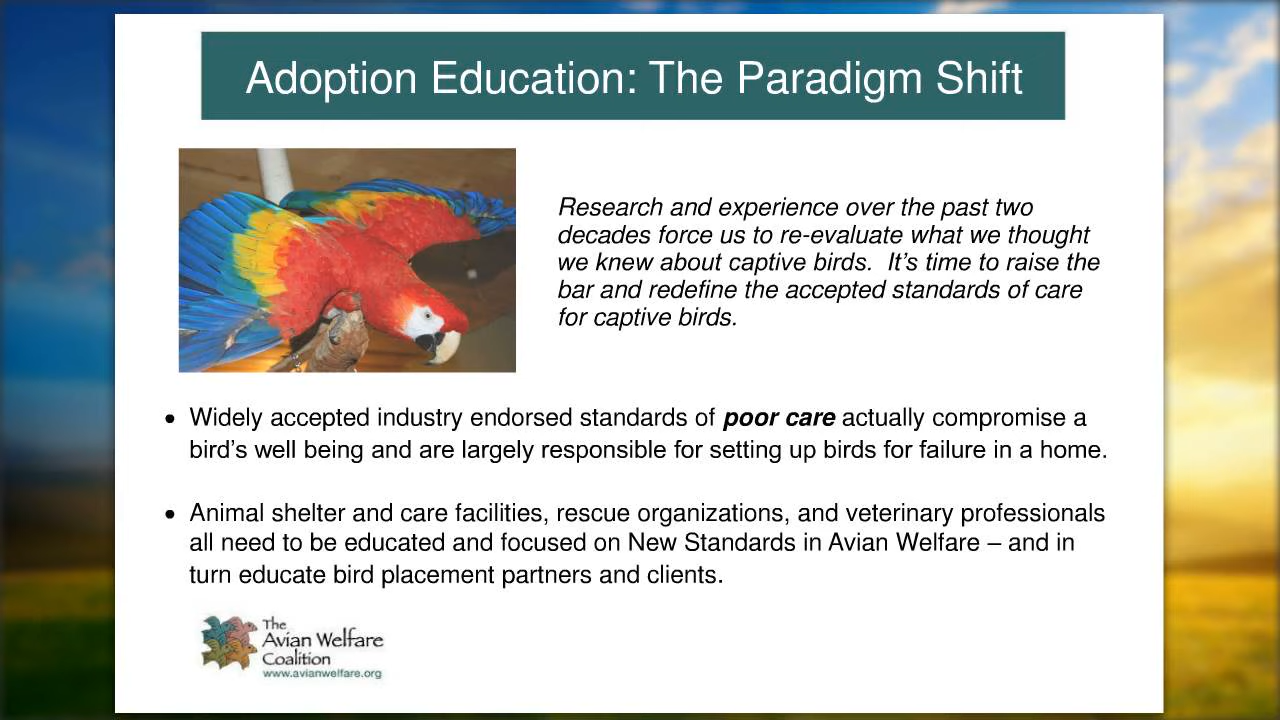 Adoption Education: The Paradigm Shift
Research and experience over the past two
decades force us to re-evaluate what we thought
we knew about captive birds.  It's time to raise the
bar and redefine the accepted standards of care
for captive birds.
• Widely accepted industry endorsed standards of poor care actually compromise a
bird's well being and are largely responsible for setting up birds for failure in a home.
• Animal shelter and care facilities, rescue organizations, and veterinary professionals
all need to be educated and focused on New Standards in Avian Welfare – and in
turn educate bird placement partners and clients.
The
Avian Welfare
Coalition
www.avianwelfare.org